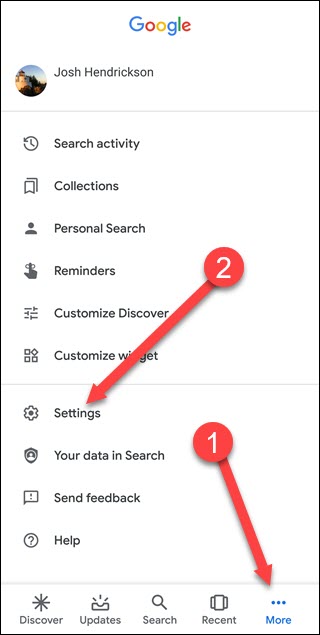 Google
Josh Hendrickson
Search activity
Collections
Personal Search
2
Reminders
Customize Discover
Customize widget
Settings
1
Your data in Search
Send feedback
Help
Discover Updates Search Recent More